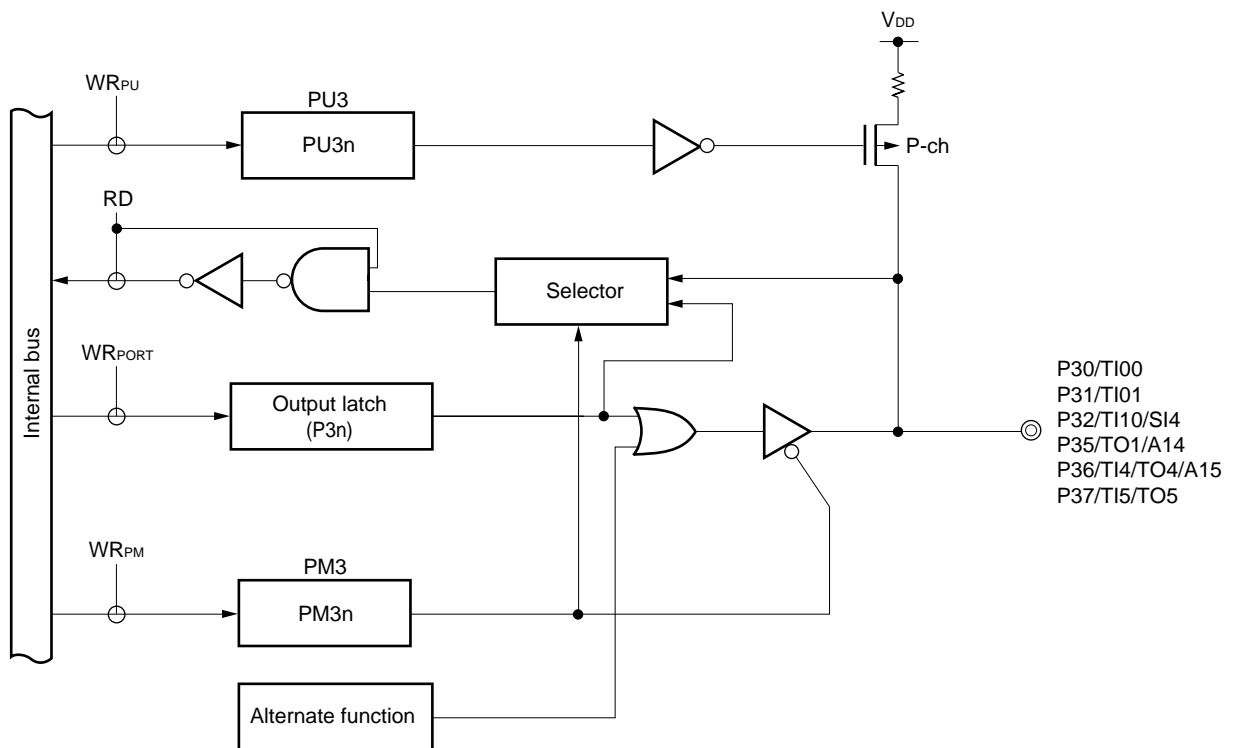 VDD
WRPU
PU3
PU3n
P-ch
RD
Selector
Internal bus
WRPORT
Output latch
(P3n)
P30/TI00
P31/TI01
P32/TI10/SI4
P35/TO1/A14
P36/TI4/TO4/A15
P37/TI5/TO5
WRPM
PM3
PM3n
Alternate function